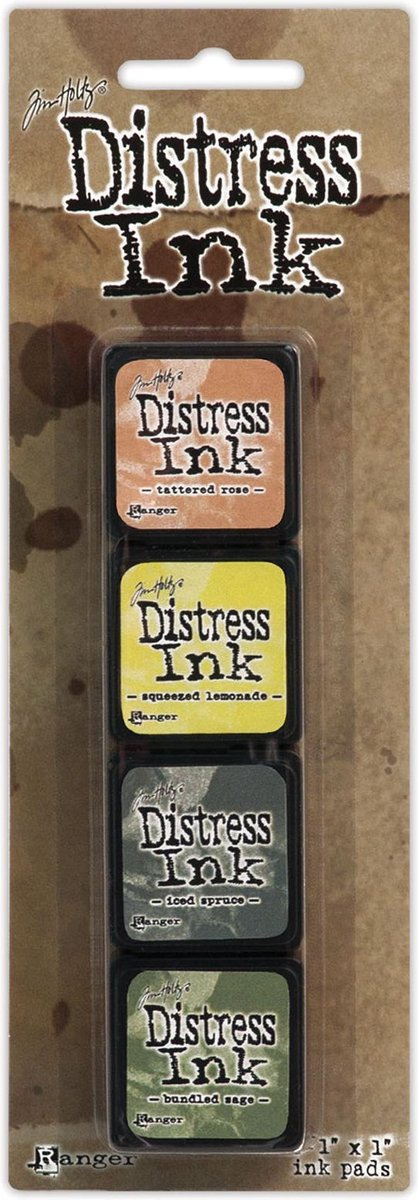 Tim Holtz®
Distress
Ink
Tim Holtz®
Distress
Ink
— tattered rose —
Ranger
Tim Holtz®
Distress
Ink
— squeezed lemonade —
Ranger
Tim Holtz®
Distress
Ink
— iced spruce —
Ranger
Tim Holtz®
Distress
Ink
— bundled sage —
Ranger
Ranger
1" x 1"
ink pads